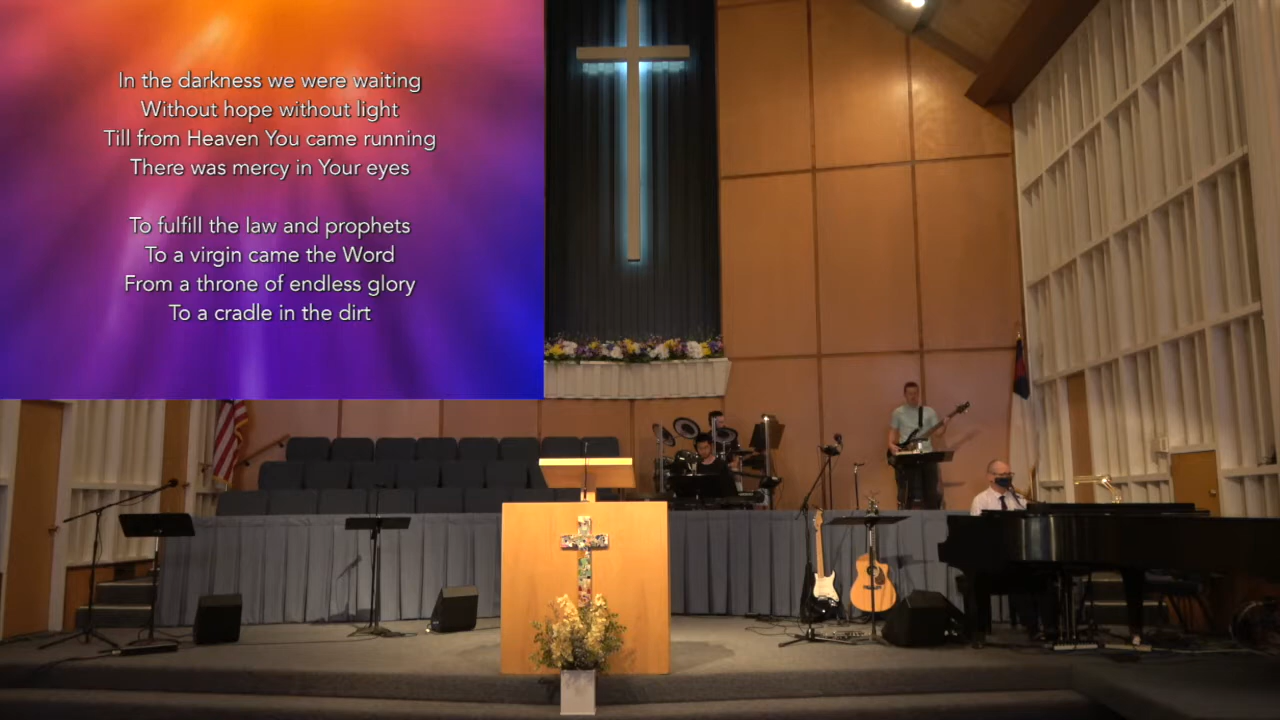 In the darkness we were waiting
Without hope without light
Till from Heaven You came running
There was mercy in Your eyes
To fulfill the law and prophets
To a virgin came the Word
From a throne of endless glory
To a cradle in the dirt